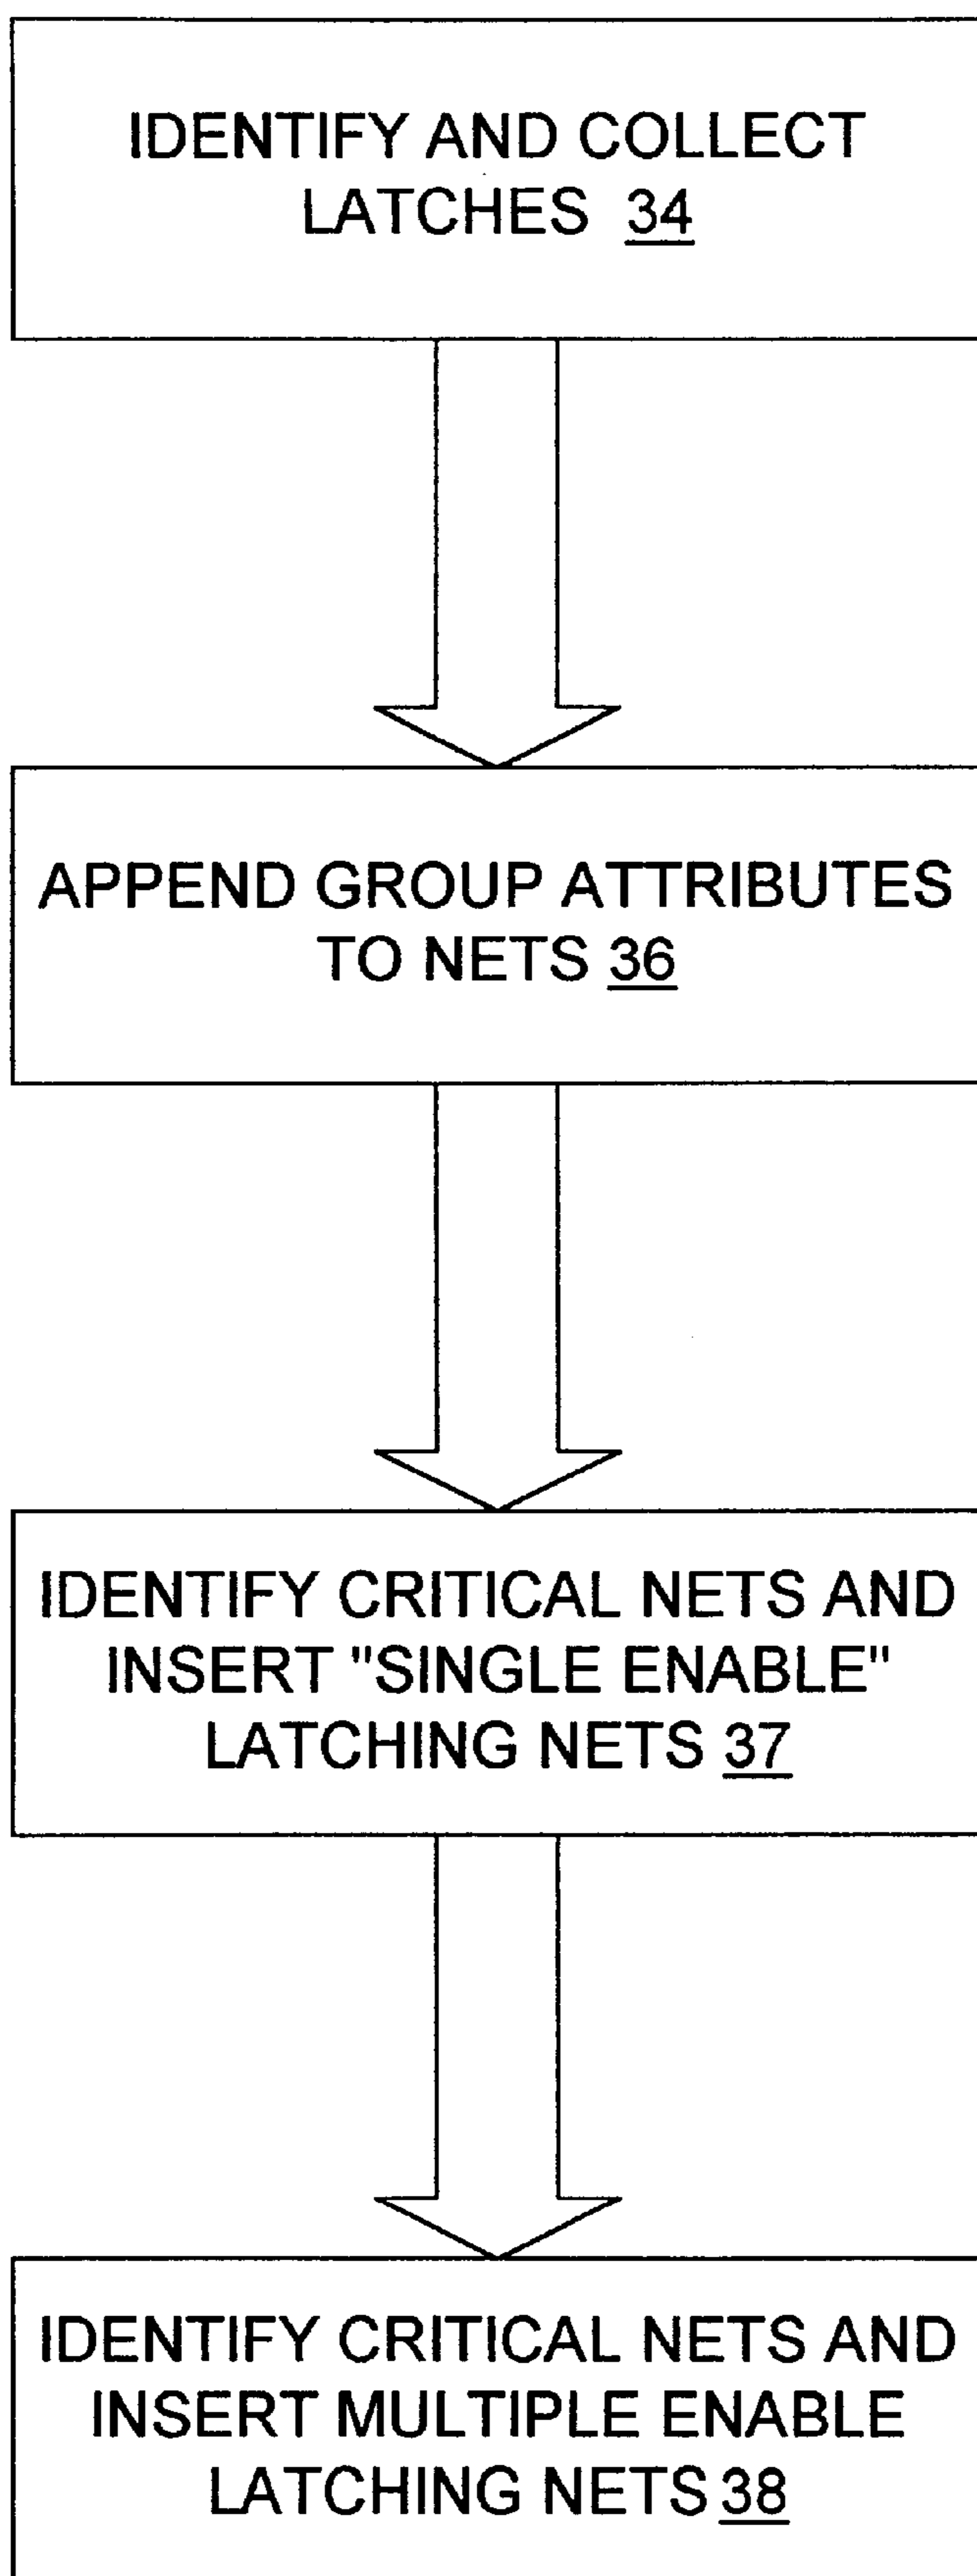 IDENTIFY AND COLLECT
LATCHES 34
APPEND GROUP ATTRIBUTES
TO NETS 36
IDENTIFY CRITICAL NETS AND
INSERT "SINGLE ENABLE"
LATCHING NETS 37
IDENTIFY CRITICAL NETS AND
INSERT MULTIPLE ENABLE
LATCHING NETS 38